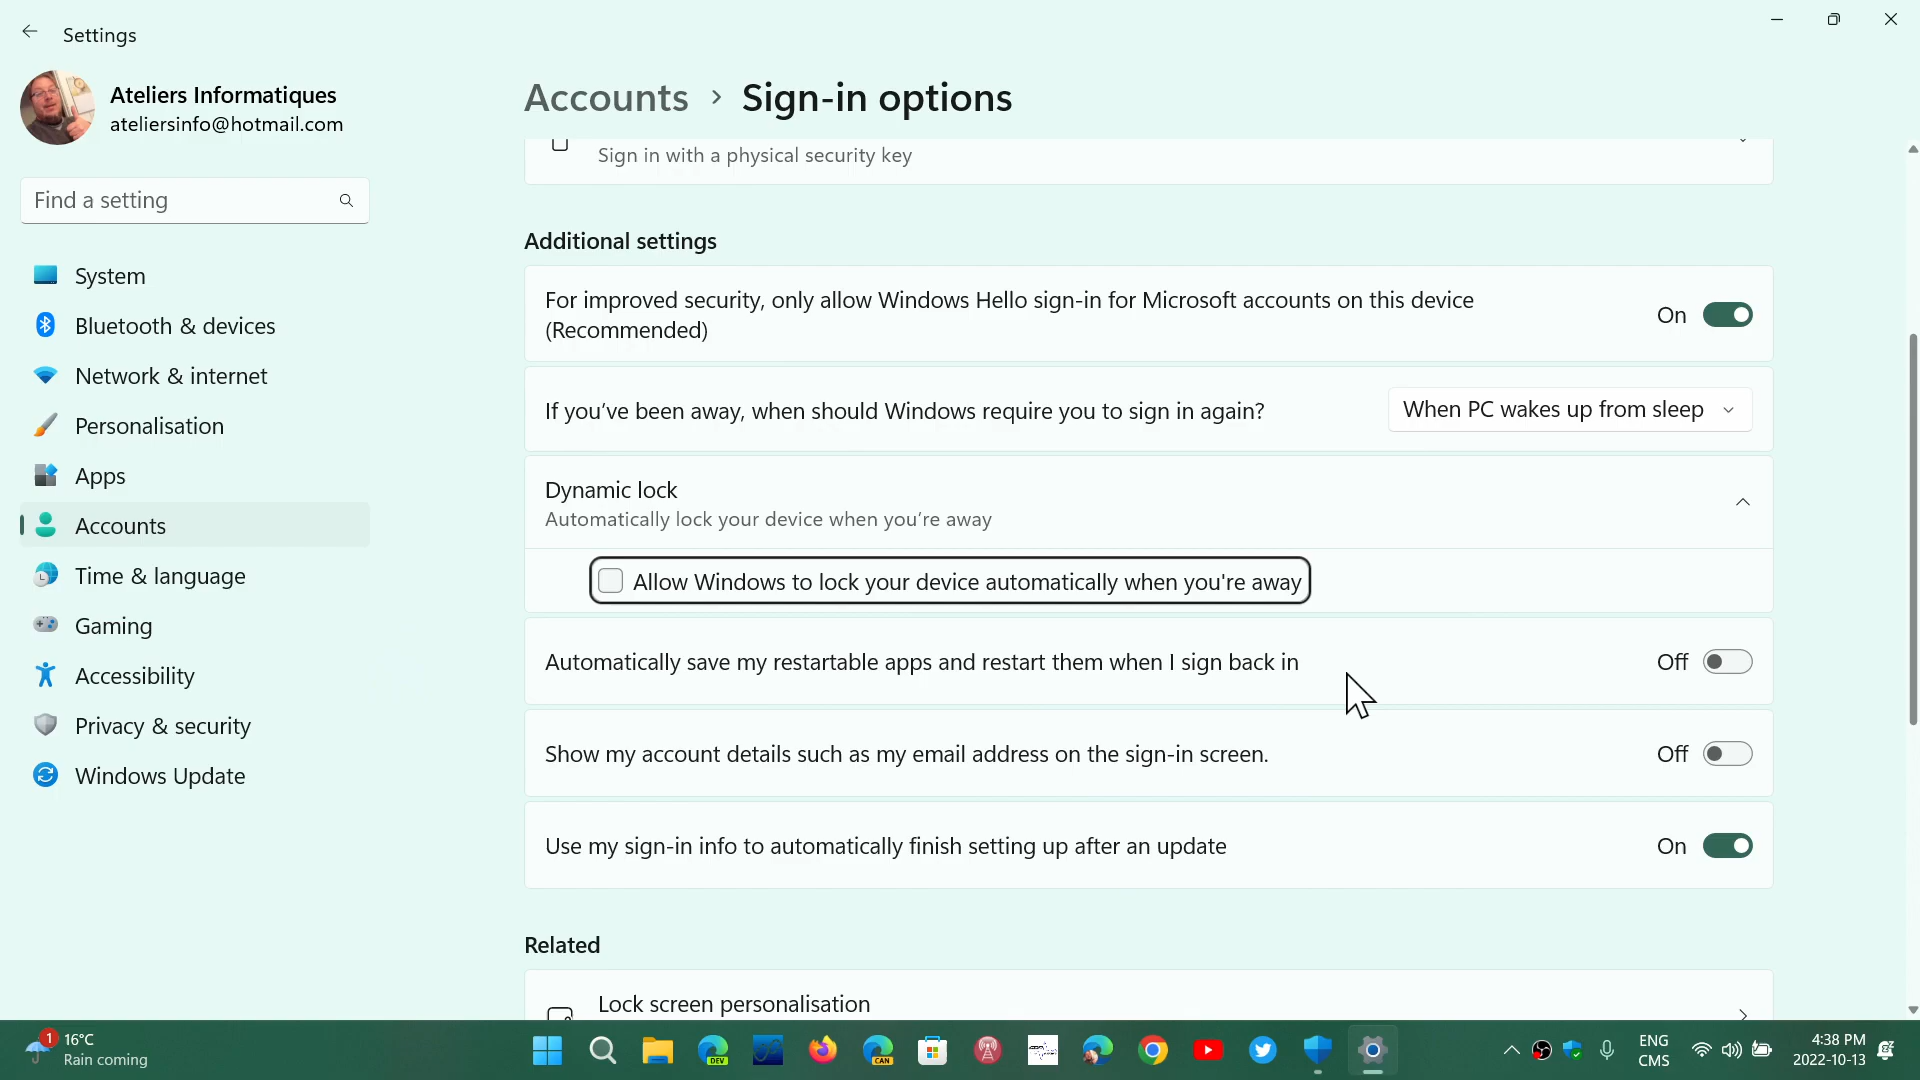 Settings
Ateliers Informatiques
ateliersinfo@hotmail.com
Find a setting
System
Bluetooth & devices
Network & internet
Personalisation
Apps
Accounts
Time & language
Gaming
Accessibility
Privacy & security
Windows Update
Accounts > Sign-in options
Sign in with a physical security key
Additional settings
For improved security, only allow Windows Hello sign-in for Microsoft accounts on this device
(Recommended)
On
If you've been away, when should Windows require you to sign in again?
When PC wakes up from sleep
Dynamic lock
Automatically lock your device when you're away
Allow Windows to lock your device automatically when you're away
Automatically save my restartable apps and restart them when I sign back in
Off
Show my account details such as my email address on the sign-in screen.
Off
Use my sign-in info to automatically finish setting up after an update
On
Related
Lock screen personalisation
1
16°C
Rain coming
DEV
CAN
ENG
CMS
4:38 PM
2022-10-13